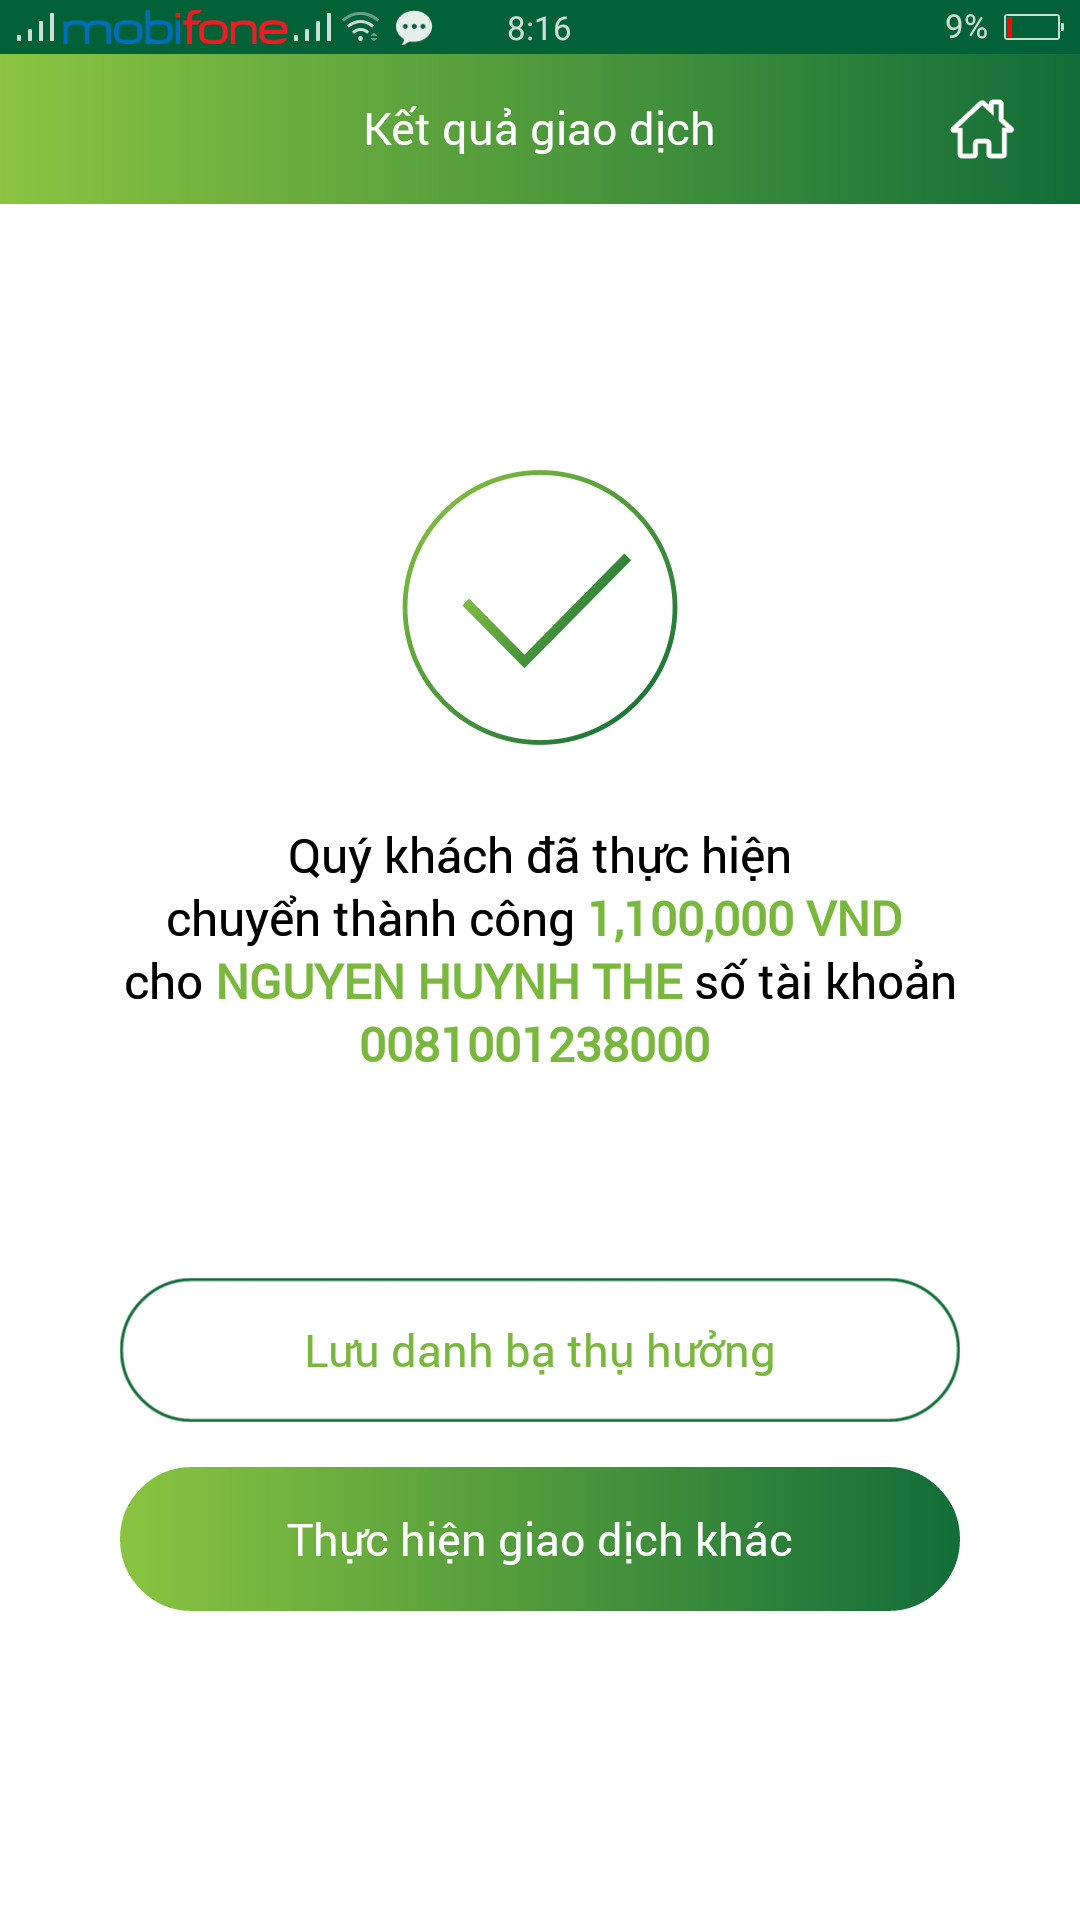 mobifone 8:16 9%
Kết quả giao dịch
Quý khách đã thực hiện
chuyển thành công 1,100,000 VND
cho NGUYEN HUYNH THE số tài khoản
0081001238000
Lưu danh bạ thụ hưởng
Thực hiện giao dịch khác